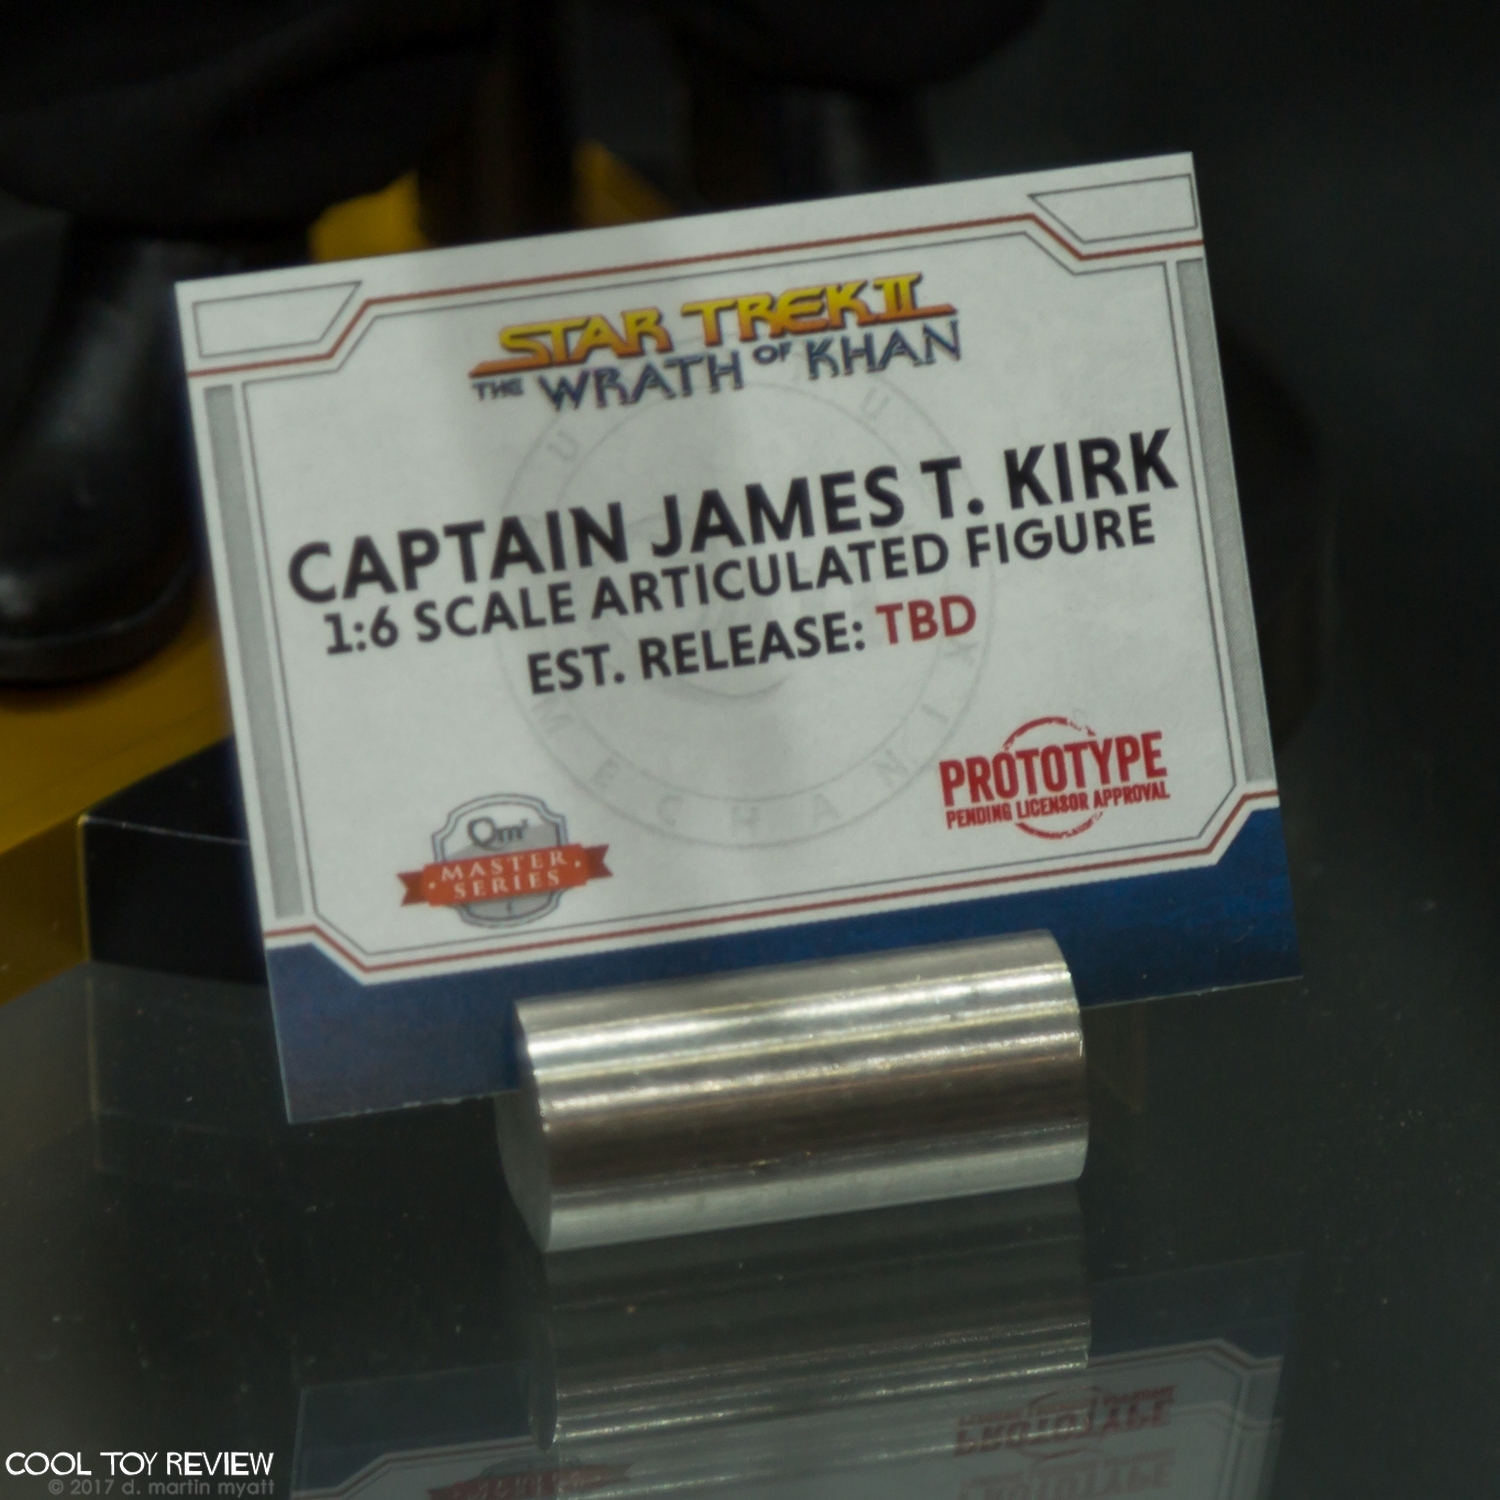 STAR TREK II
THE WRATH OF KHAN
CAPTAIN JAMES T. KIRK
1:6 SCALE ARTICULATED FIGURE
EST. RELEASE: TBD
PROTOTYPE
PENDING LICENSOR APPROVAL
Qmx
MASTER
SERIES
MECHANIX
COOL TOY REVIEW
© 2017 d. martin myatt